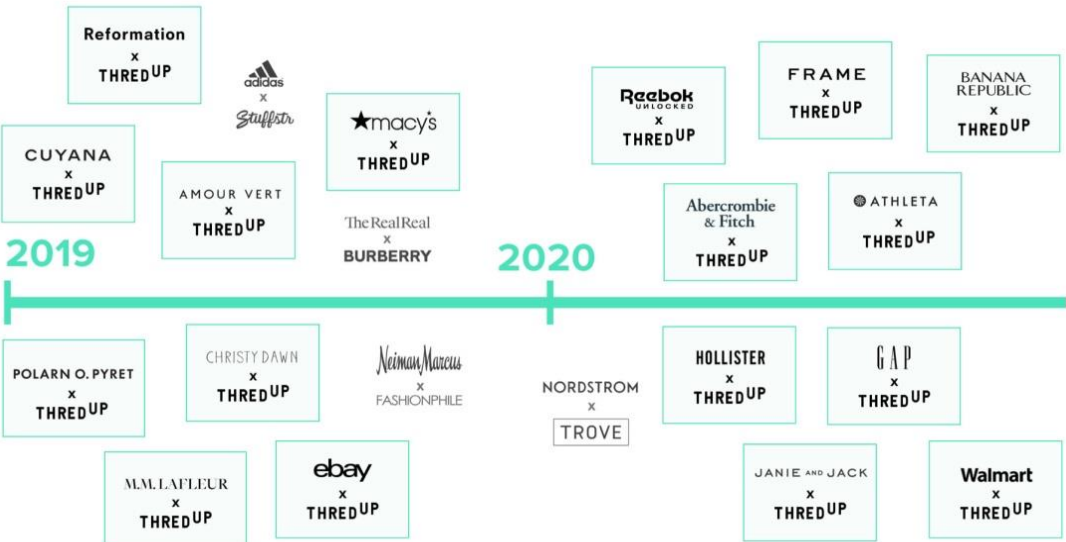 Reformation
x
THREDUP
adidas
x
Stuffstr
CUYANA
x
THREDUP
AMOUR VERT
x
THREDUP
★macy's
x
THREDUP
TheRealReal
x
BURBERRY
Reebok
UNLOCKED
x
THREDUP
FRAME
x
THREDUP
BANANA
REPUBLIC
x
THREDUP
Abercrombie
& Fitch
x
THREDUP
ATHLETA
x
THREDUP
2019
2020
POLARN O. PYRET
x
THREDUP
CHRISTY DAWN
x
THREDUP
Neiman Marcus
x
FASHIONPHILE
M.M.LAFLEUR
x
THREDUP
ebay
x
THREDUP
NORDSTROM
x
TROVE
HOLLISTER
x
THREDUP
GAP
x
THREDUP
JANIE AND JACK
x
THREDUP
Walmart
x
THREDUP